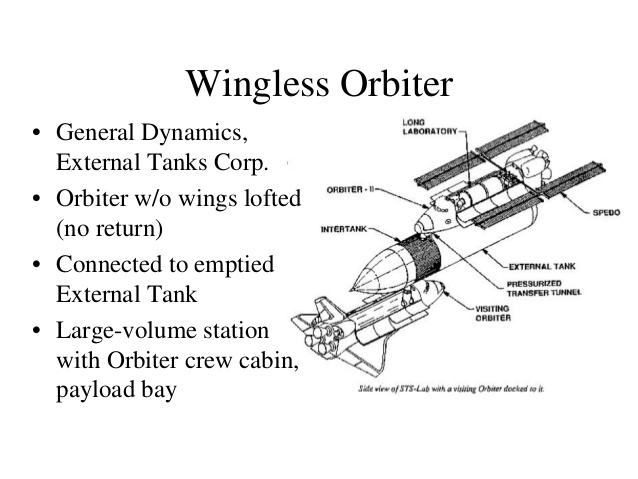 Wingless Orbiter
• General Dynamics,
External Tanks Corp.
• Orbiter w/o wings lofted
(no return)
• Connected to emptied
External Tank
• Large-volume station
with Orbiter crew cabin,
payload bay
LONG
LABORATORY
ORBITER - II
INTERTANK
SPEDO
EXTERNAL TANK
PRESSURIZED
TRANSFER TUNNEL
VISITING
ORBITER
Side view of STS-Lab with a visiting Orbiter docked to it.